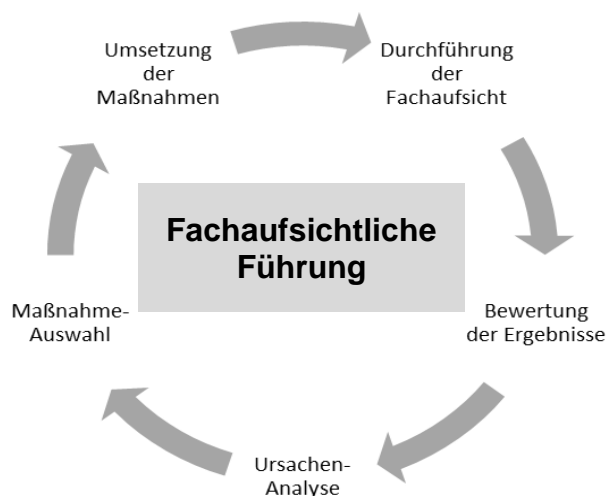 Umsetzung
der
Maßnahmen
Durchführung
der
Fachaufsicht
Fachaufsichtliche
Führung
Maßnahme-
Auswahl
Bewertung
der Ergebnisse
Ursachen-
Analyse